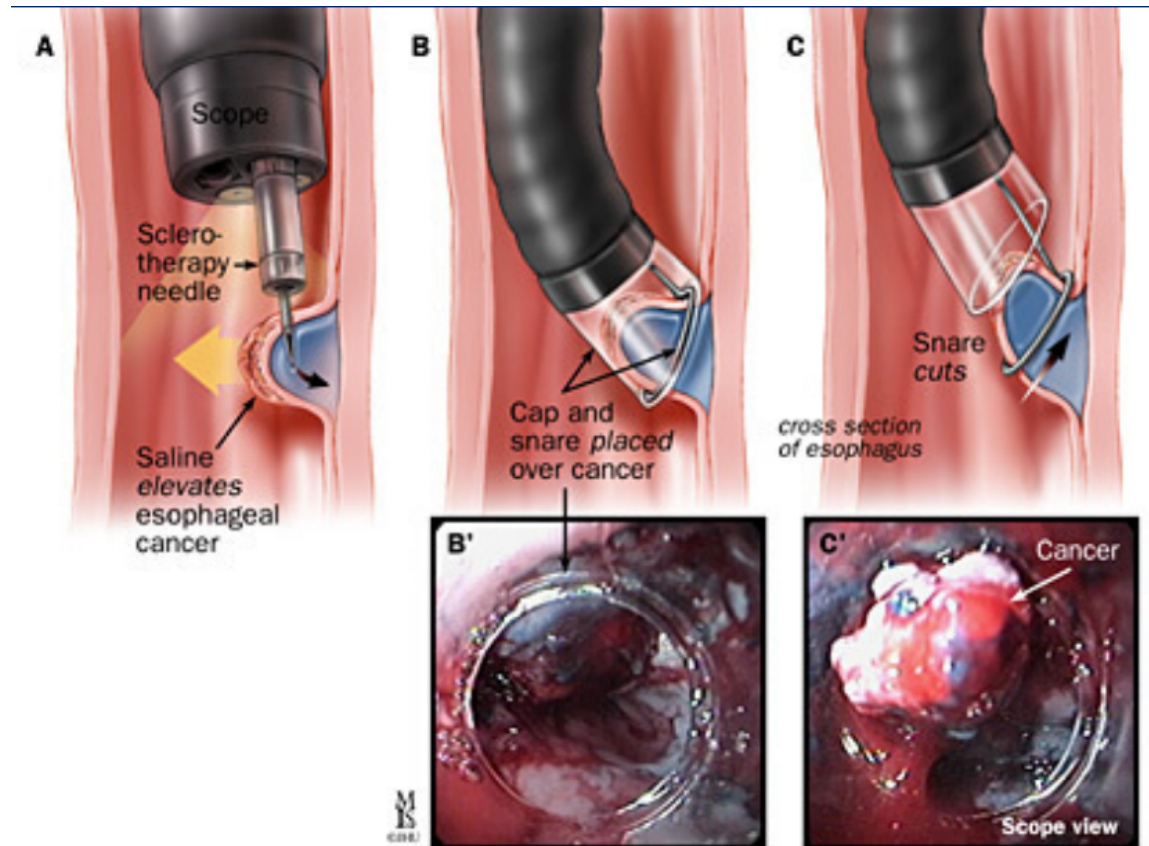 A
Scope
Sclero-
therapy
needle
Saline
elevates
esophageal
cancer
B
Cap and
snare placed
over cancer
C
Snare
cuts
cross section
of esophagus
B'
C'
Cancer
Scope view